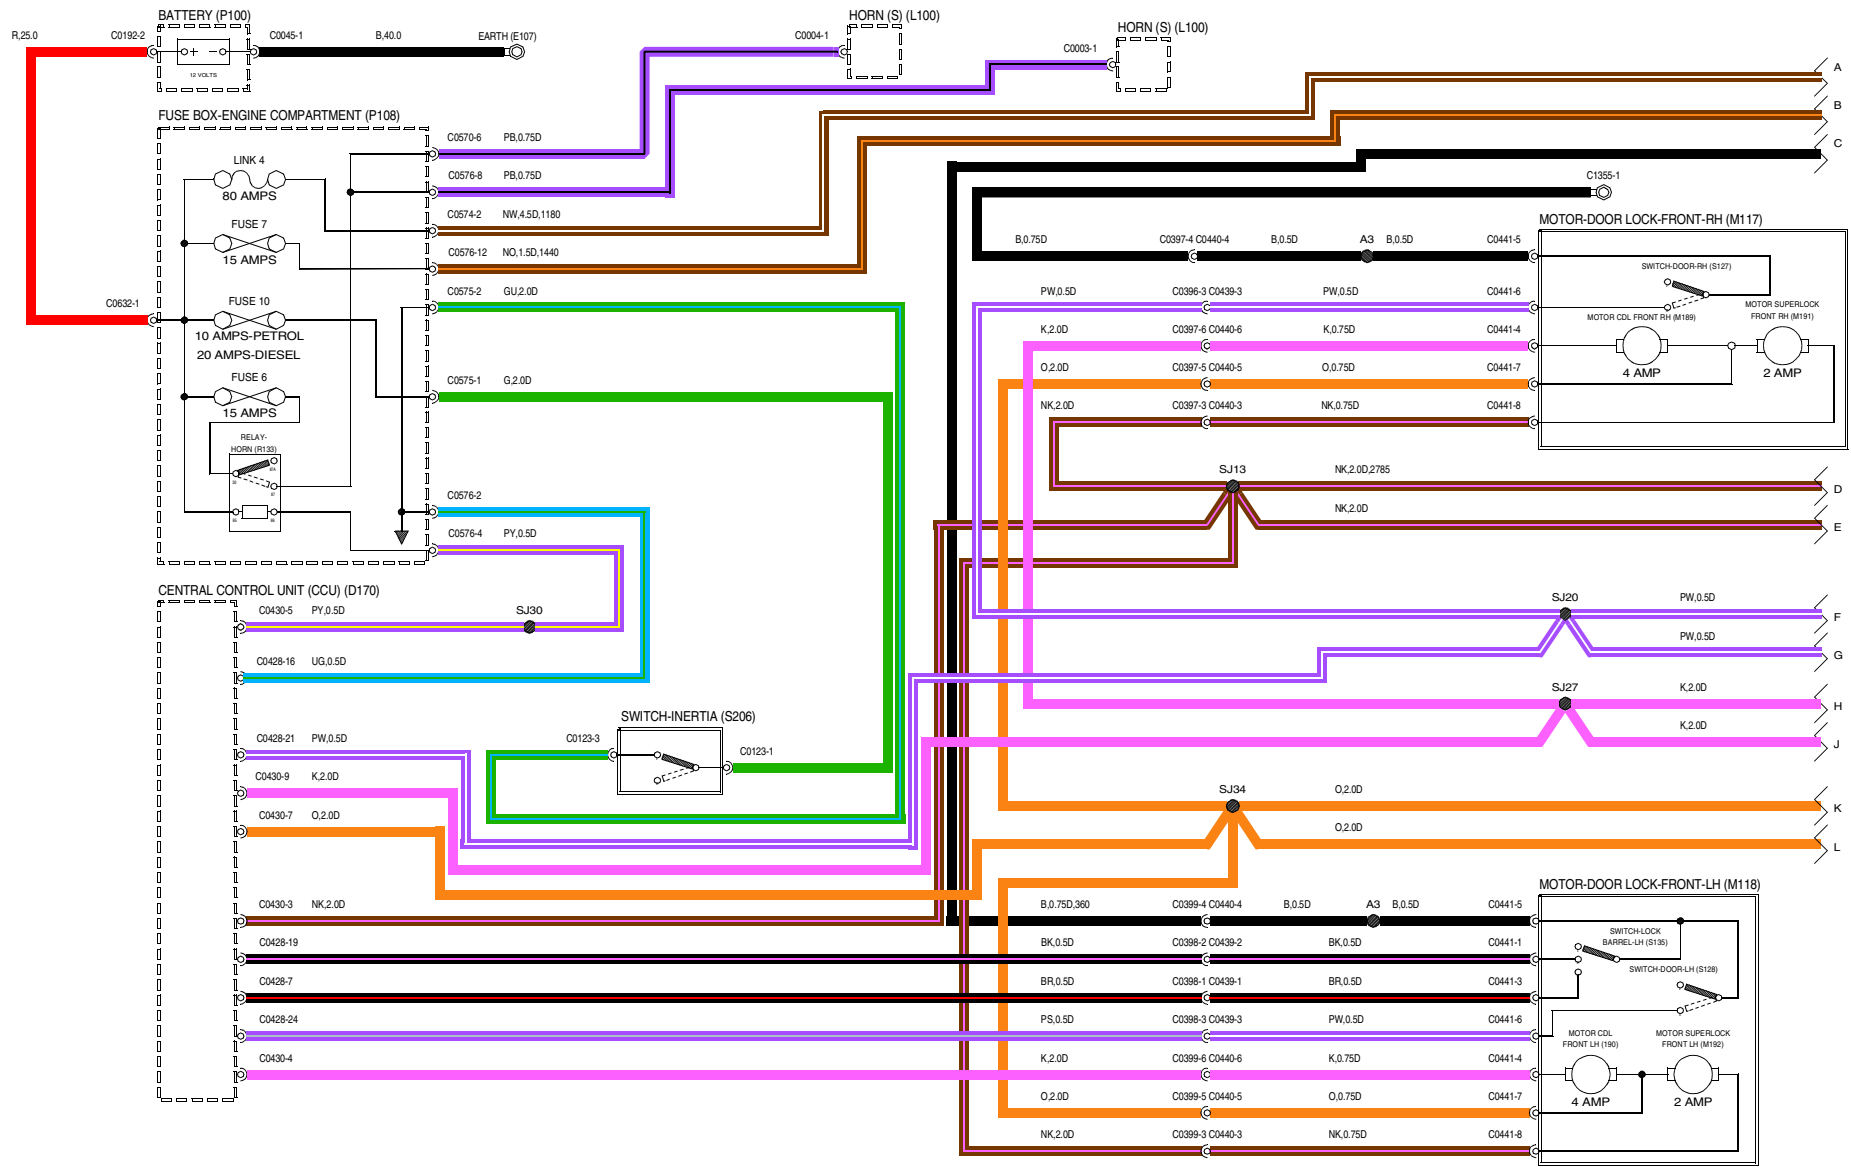 BATTERY (P100)
R,25.0
C0192-2
+ -
12 VOLTS
C0045-1
B,40.0
EARTH (E107)
HORN (S) (L100)
C0004-1
HORN (S) (L100)
C0003-1
A
B
C
FUSE BOX-ENGINE COMPARTMENT (P108)
LINK 4
80 AMPS
FUSE 7
15 AMPS
FUSE 10
10 AMPS-PETROL
20 AMPS-DIESEL
FUSE 6
15 AMPS
RELAY-
HORN (R133)
87A
30
87
85
86
C0632-1
C0570-6 PB,0.75D
C0576-8 PB,0.75D
C0574-2 NW,4.5D,1180
C0576-12 NO,1.5D,1440
C0575-2 GU,2.0D
C0575-1 G,2.0D
C0576-2
C0576-4 PY,0.5D
C1355-1
MOTOR-DOOR LOCK-FRONT-RH (M117)
B,0.75D C0397-4 C0440-4 B,0.5D A3 B,0.5D C0441-5
SWITCH-DOOR-RH (S127)
PW,0.5D C0396-3 C0439-3 PW,0.5D C0441-6
MOTOR SUPERLOCK
FRONT RH (M191)
MOTOR CDL FRONT RH (M189)
K,2.0D C0397-6 C0440-6 K,0.75D C0441-4
4 AMP 2 AMP
O,2.0D C0397-5 C0440-5 O,0.75D C0441-7
NK,2.0D C0397-3 C0440-3 NK,0.75D C0441-8
SJ13
NK,2.0D,2785
D
NK,2.0D
E
CENTRAL CONTROL UNIT (CCU) (D170)
C0430-5 PY,0.5D
SJ30
C0428-16 UG,0.5D
SJ20
PW,0.5D
F
PW,0.5D
G
SJ27
K,2.0D
H
K,2.0D
J
SWITCH-INERTIA (S206)
C0123-3
C0123-1
C0428-21 PW,0.5D
C0430-9 K,2.0D
C0430-7 O,2.0D
SJ34
O,2.0D
K
O,2.0D
L
MOTOR-DOOR LOCK-FRONT-LH (M118)
C0430-3 NK,2.0D
B,0.75D,360 C0399-4 C0440-4 B,0.5D A3 B,0.5D C0441-5
SWITCH-LOCK
BARREL-LH (S135)
C0428-19 BK,0.5D C0398-2 C0439-2 BK,0.5D C0441-1
SWITCH-DOOR-LH (S128)
C0428-7 BR,0.5D C0398-1 C0439-1 BR,0.5D C0441-3
C0428-24 PS,0.5D C0398-3 C0439-3 PW,0.5D C0441-6
MOTOR CDL
FRONT LH (190)
MOTOR SUPERLOCK
FRONT LH (M192)
C0430-4 K,2.0D C0399-6 C0440-6 K,0.75D C0441-4
4 AMP 2 AMP
O,2.0D C0399-5 C0440-5 O,0.75D C0441-7
NK,2.0D C0399-3 C0440-3 NK,0.75D C0441-8